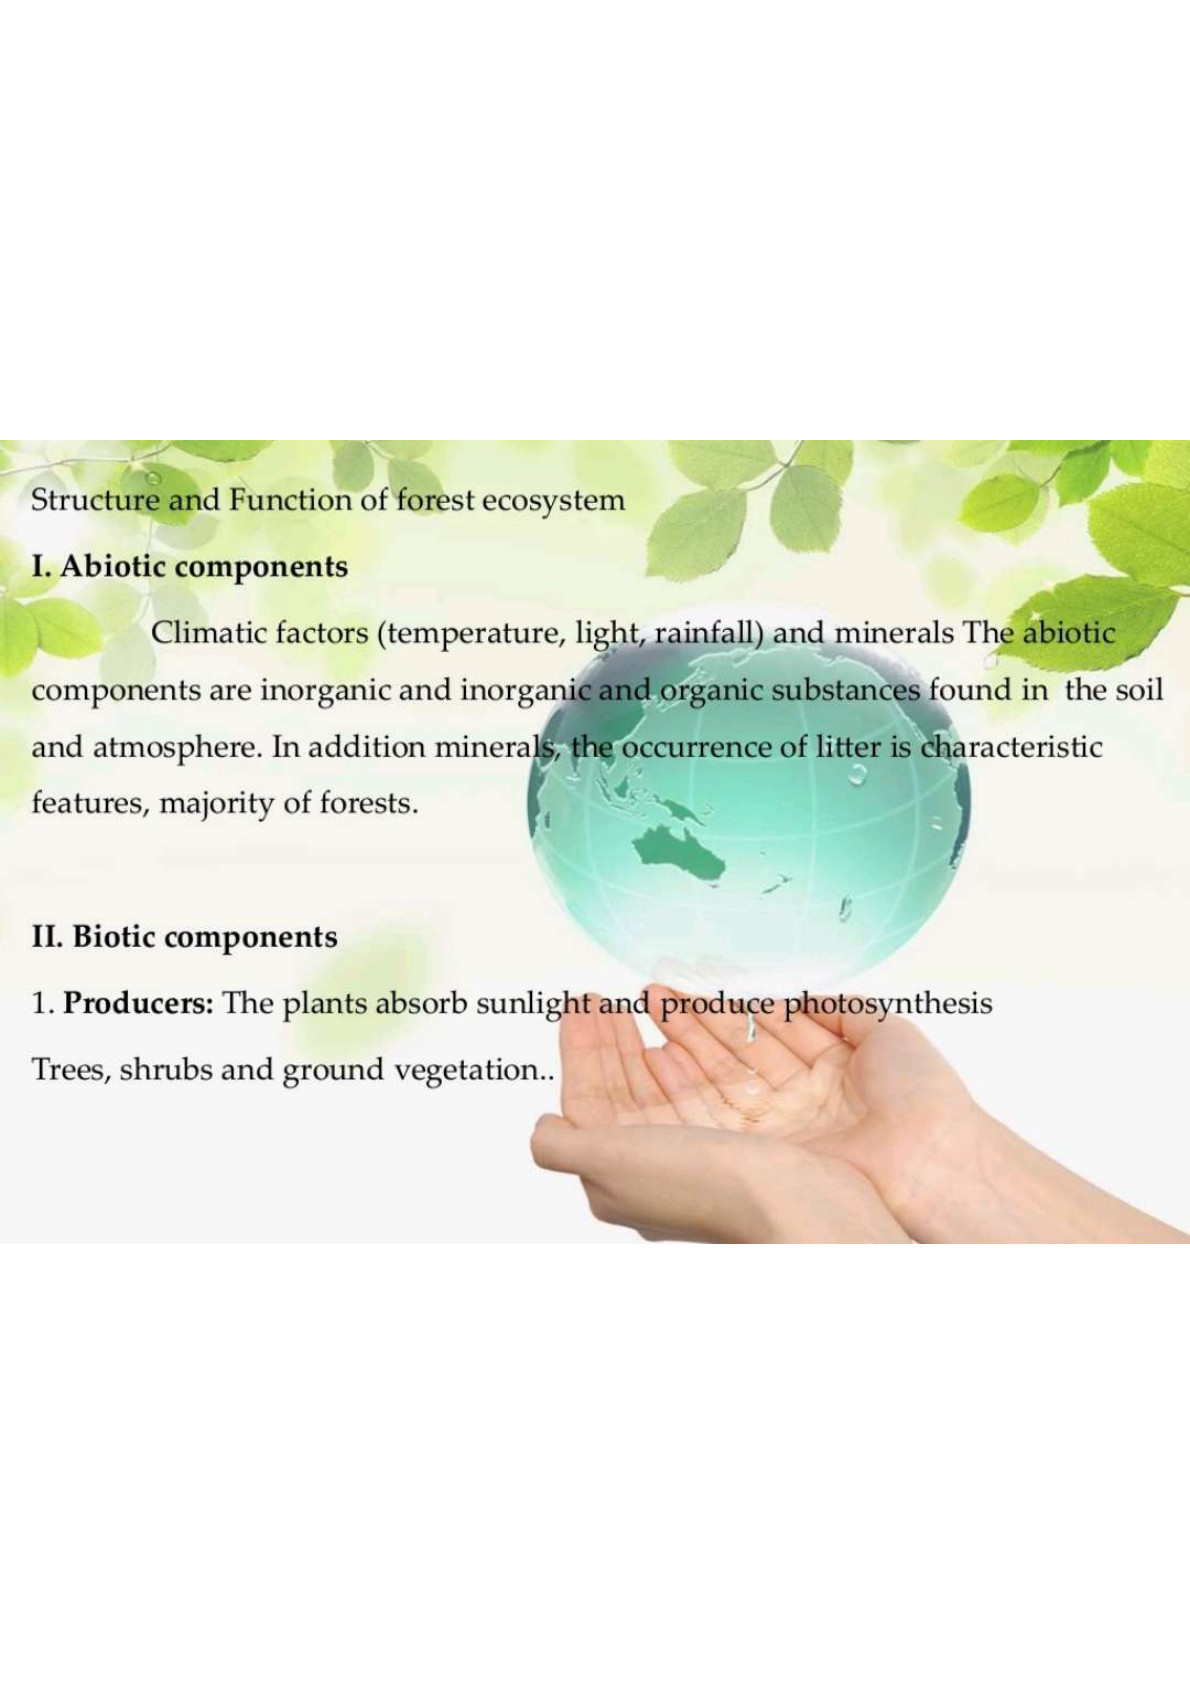 Structure and Function of forest ecosystem
I. Abiotic components
Climatic factors (temperature, light, rainfall) and minerals The abiotic
components are inorganic and inorganic and organic substances found in the soil
and atmosphere. In addition minerals, the occurrence of litter is characteristic
features, majority of forests.
II. Biotic components
1. Producers: The plants absorb sunlight and produce photosynthesis
Trees, shrubs and ground vegetation..